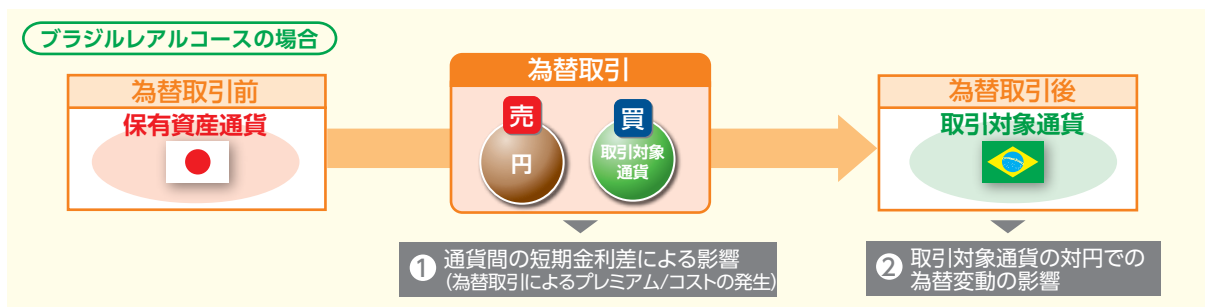 ブラジルレアルコースの場合
為替取引前
保有資産通貨
為替取引
売
円
買
取引対象
通貨
為替取引後
取引対象通貨
❶ 通貨間の短期金利差による影響
(為替取引によるプレミアム/コストの発生)
❷ 取引対象通貨の対円での
為替変動の影響